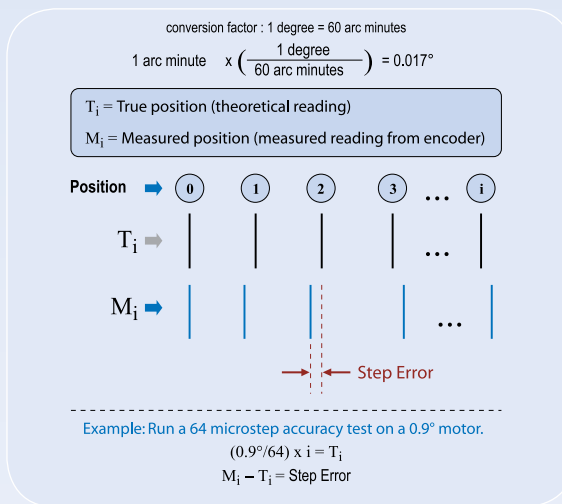 conversion factor : 1 degree = 60 arc minutes
1 arc minute x ( 1 degree / 60 arc minutes ) = 0.017°
Tᵢ = True position (theoretical reading)
Mᵢ = Measured position (measured reading from encoder)
Position 0 1 2 3 ... i
Tᵢ ...
Mᵢ ...
Step Error
Example: Run a 64 microstep accuracy test on a 0.9° motor.
(0.9°/64) x i = Tᵢ
Mᵢ – Tᵢ = Step Error